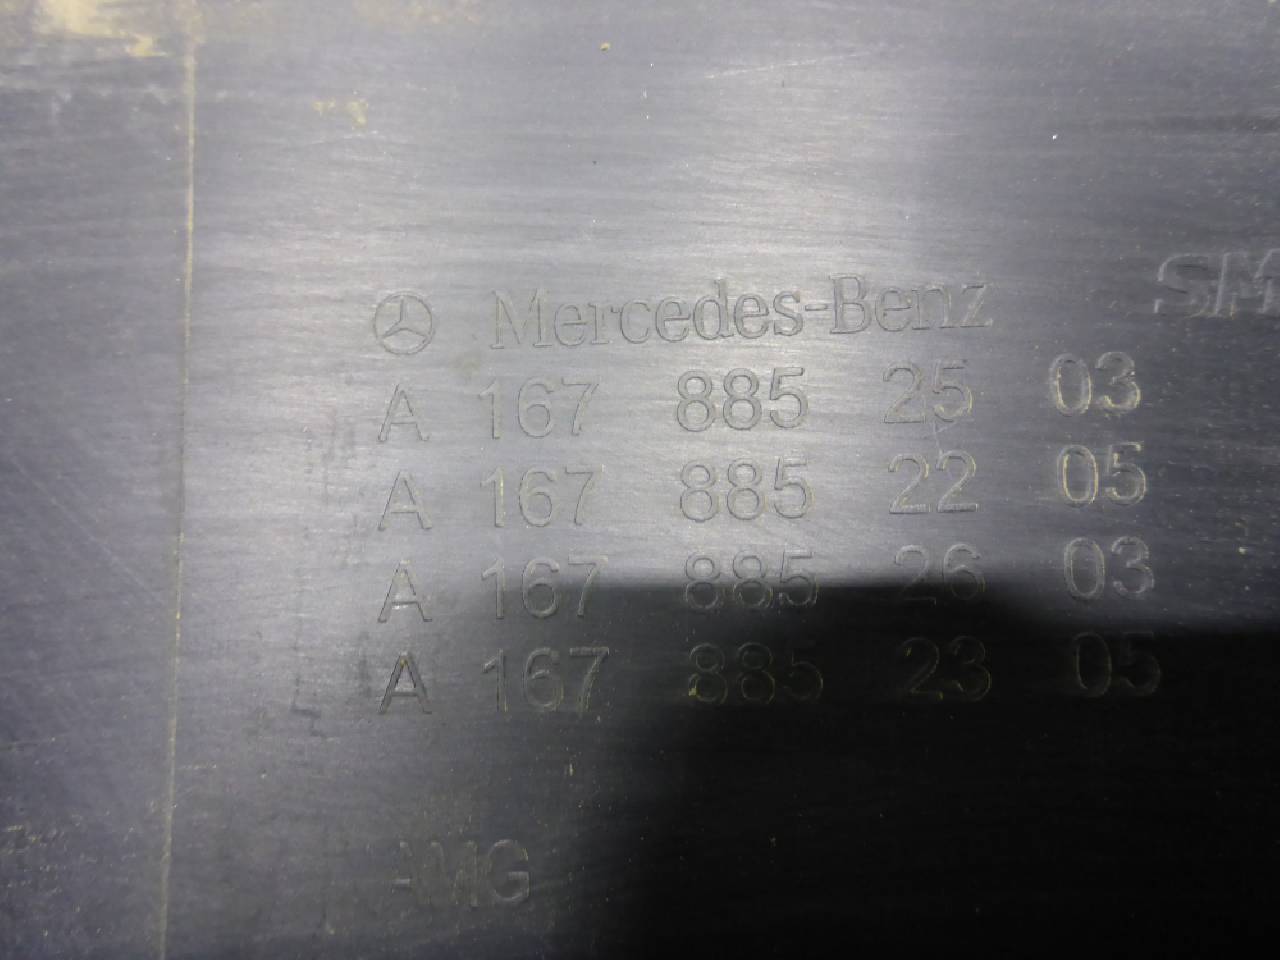 Mercedes-Benz
SM
A 167 885 25 03
A 167 885 22 05
A 167 885 26 03
A 167 885 23 05
AMG